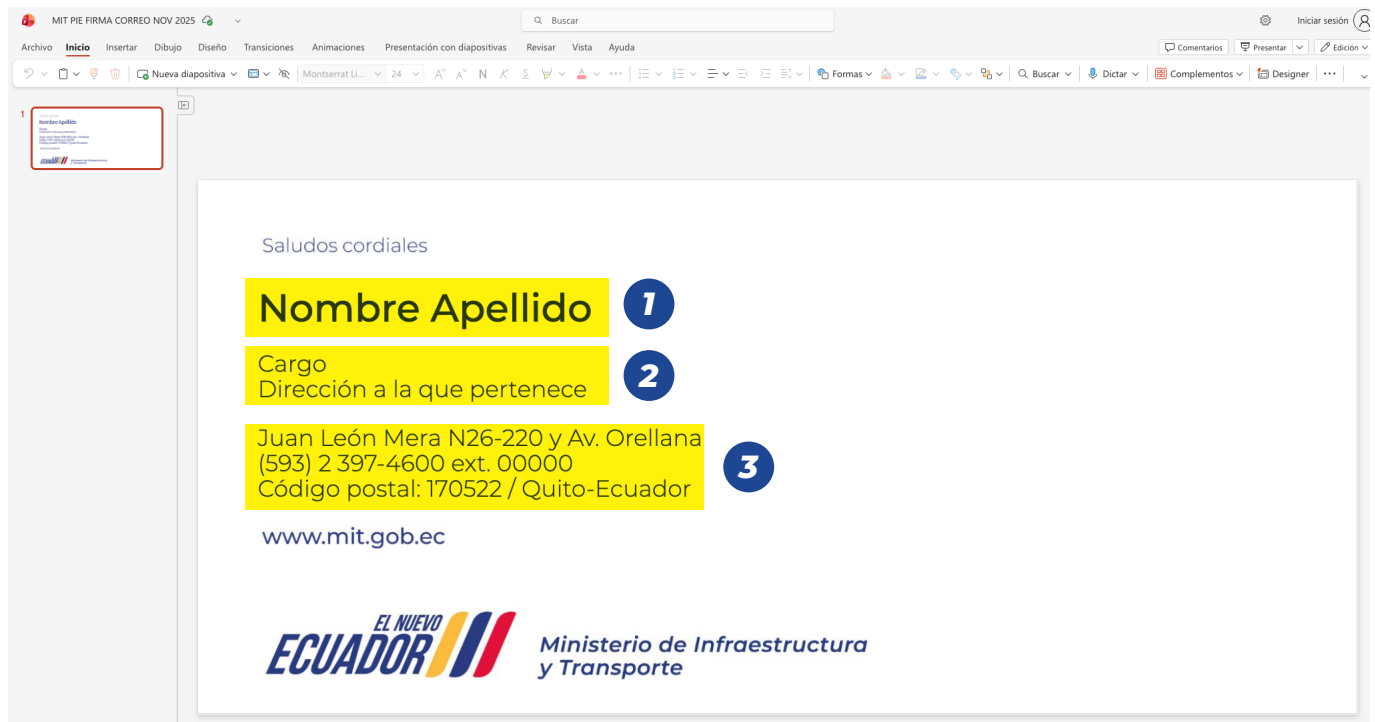 MIT PIE FIRMA CORREO NOV 2025
Buscar
Iniciar sesión
Archivo Inicio Insertar Dibujo Diseño Transiciones Animaciones Presentación con diapositivas Revisar Vista Ayuda
Comentarios Presentar Edición
Nueva diapositiva Montserrat Li... 24 A A N K S A Formas Buscar Dictar Complementos Designer
1
Nombre Apellido
Saludos cordiales
Nombre Apellido 1
Cargo
Dirección a la que pertenece
2
Juan León Mera N26-220 y Av. Orellana
(593) 2 397-4600 ext. 00000
Código postal: 170522 / Quito-Ecuador
3
www.mit.gob.ec
EL NUEVO
ECUADOR
Ministerio de Infraestructura
y Transporte